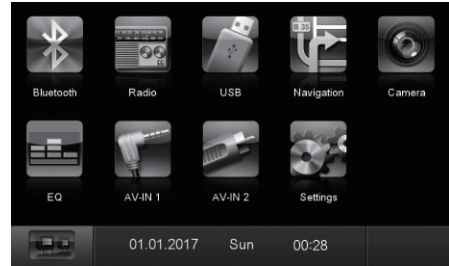 B.35
Bluetooth Radio USB Navigation Camera
EQ AV-IN 1 AV-IN 2 Settings
01.01.2017 Sun 00:28